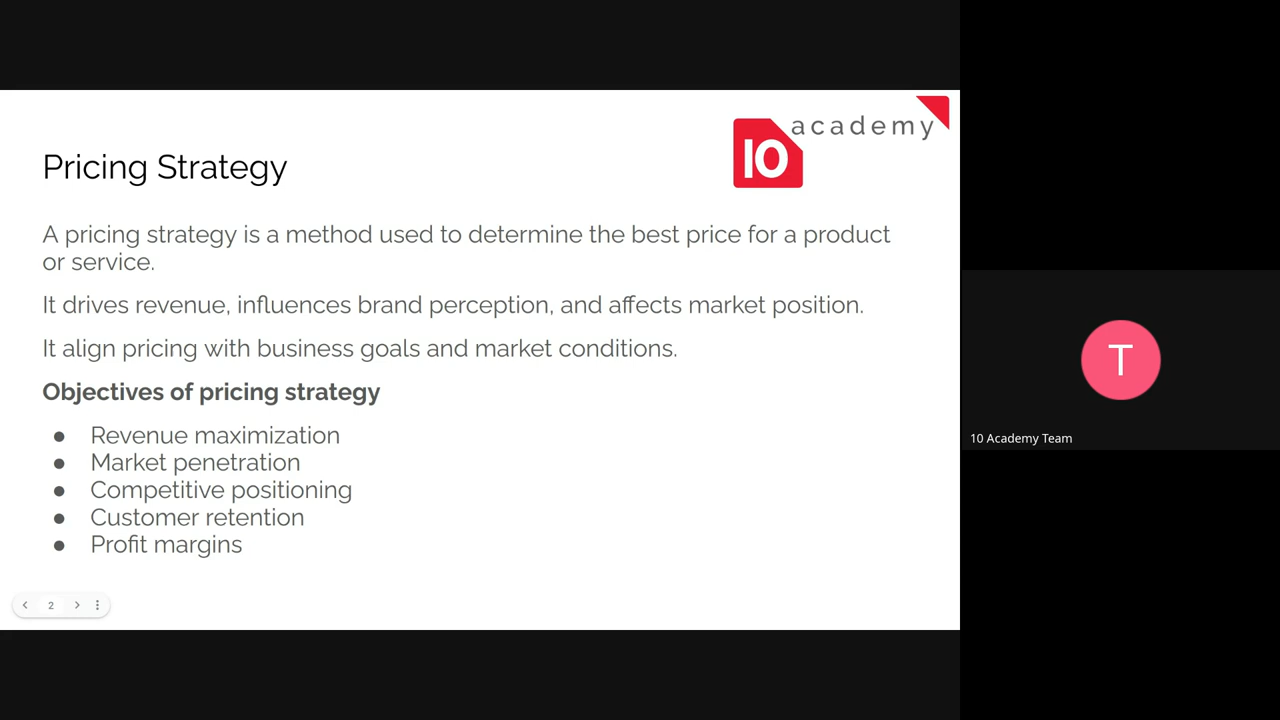 10 academy
Pricing Strategy
A pricing strategy is a method used to determine the best price for a product
or service.
It drives revenue, influences brand perception, and affects market position.
It align pricing with business goals and market conditions.
Objectives of pricing strategy
● Revenue maximization
● Market penetration
● Competitive positioning
● Customer retention
● Profit margins
2
T
10 Academy Team